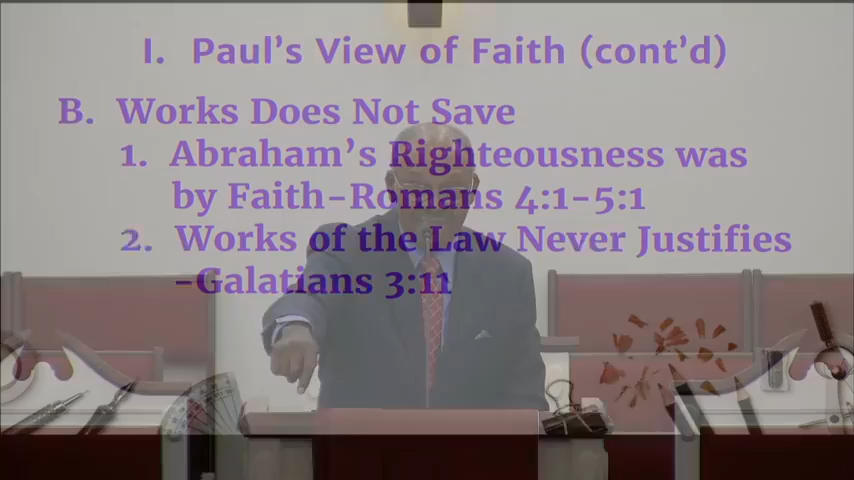 I. Paul's View of Faith (cont'd)
B. Works Does Not Save
1. Abraham's Righteousness was
by Faith-Romans 4:1-5:1
2. Works of the Law Never Justifies
-Galatians 3:11